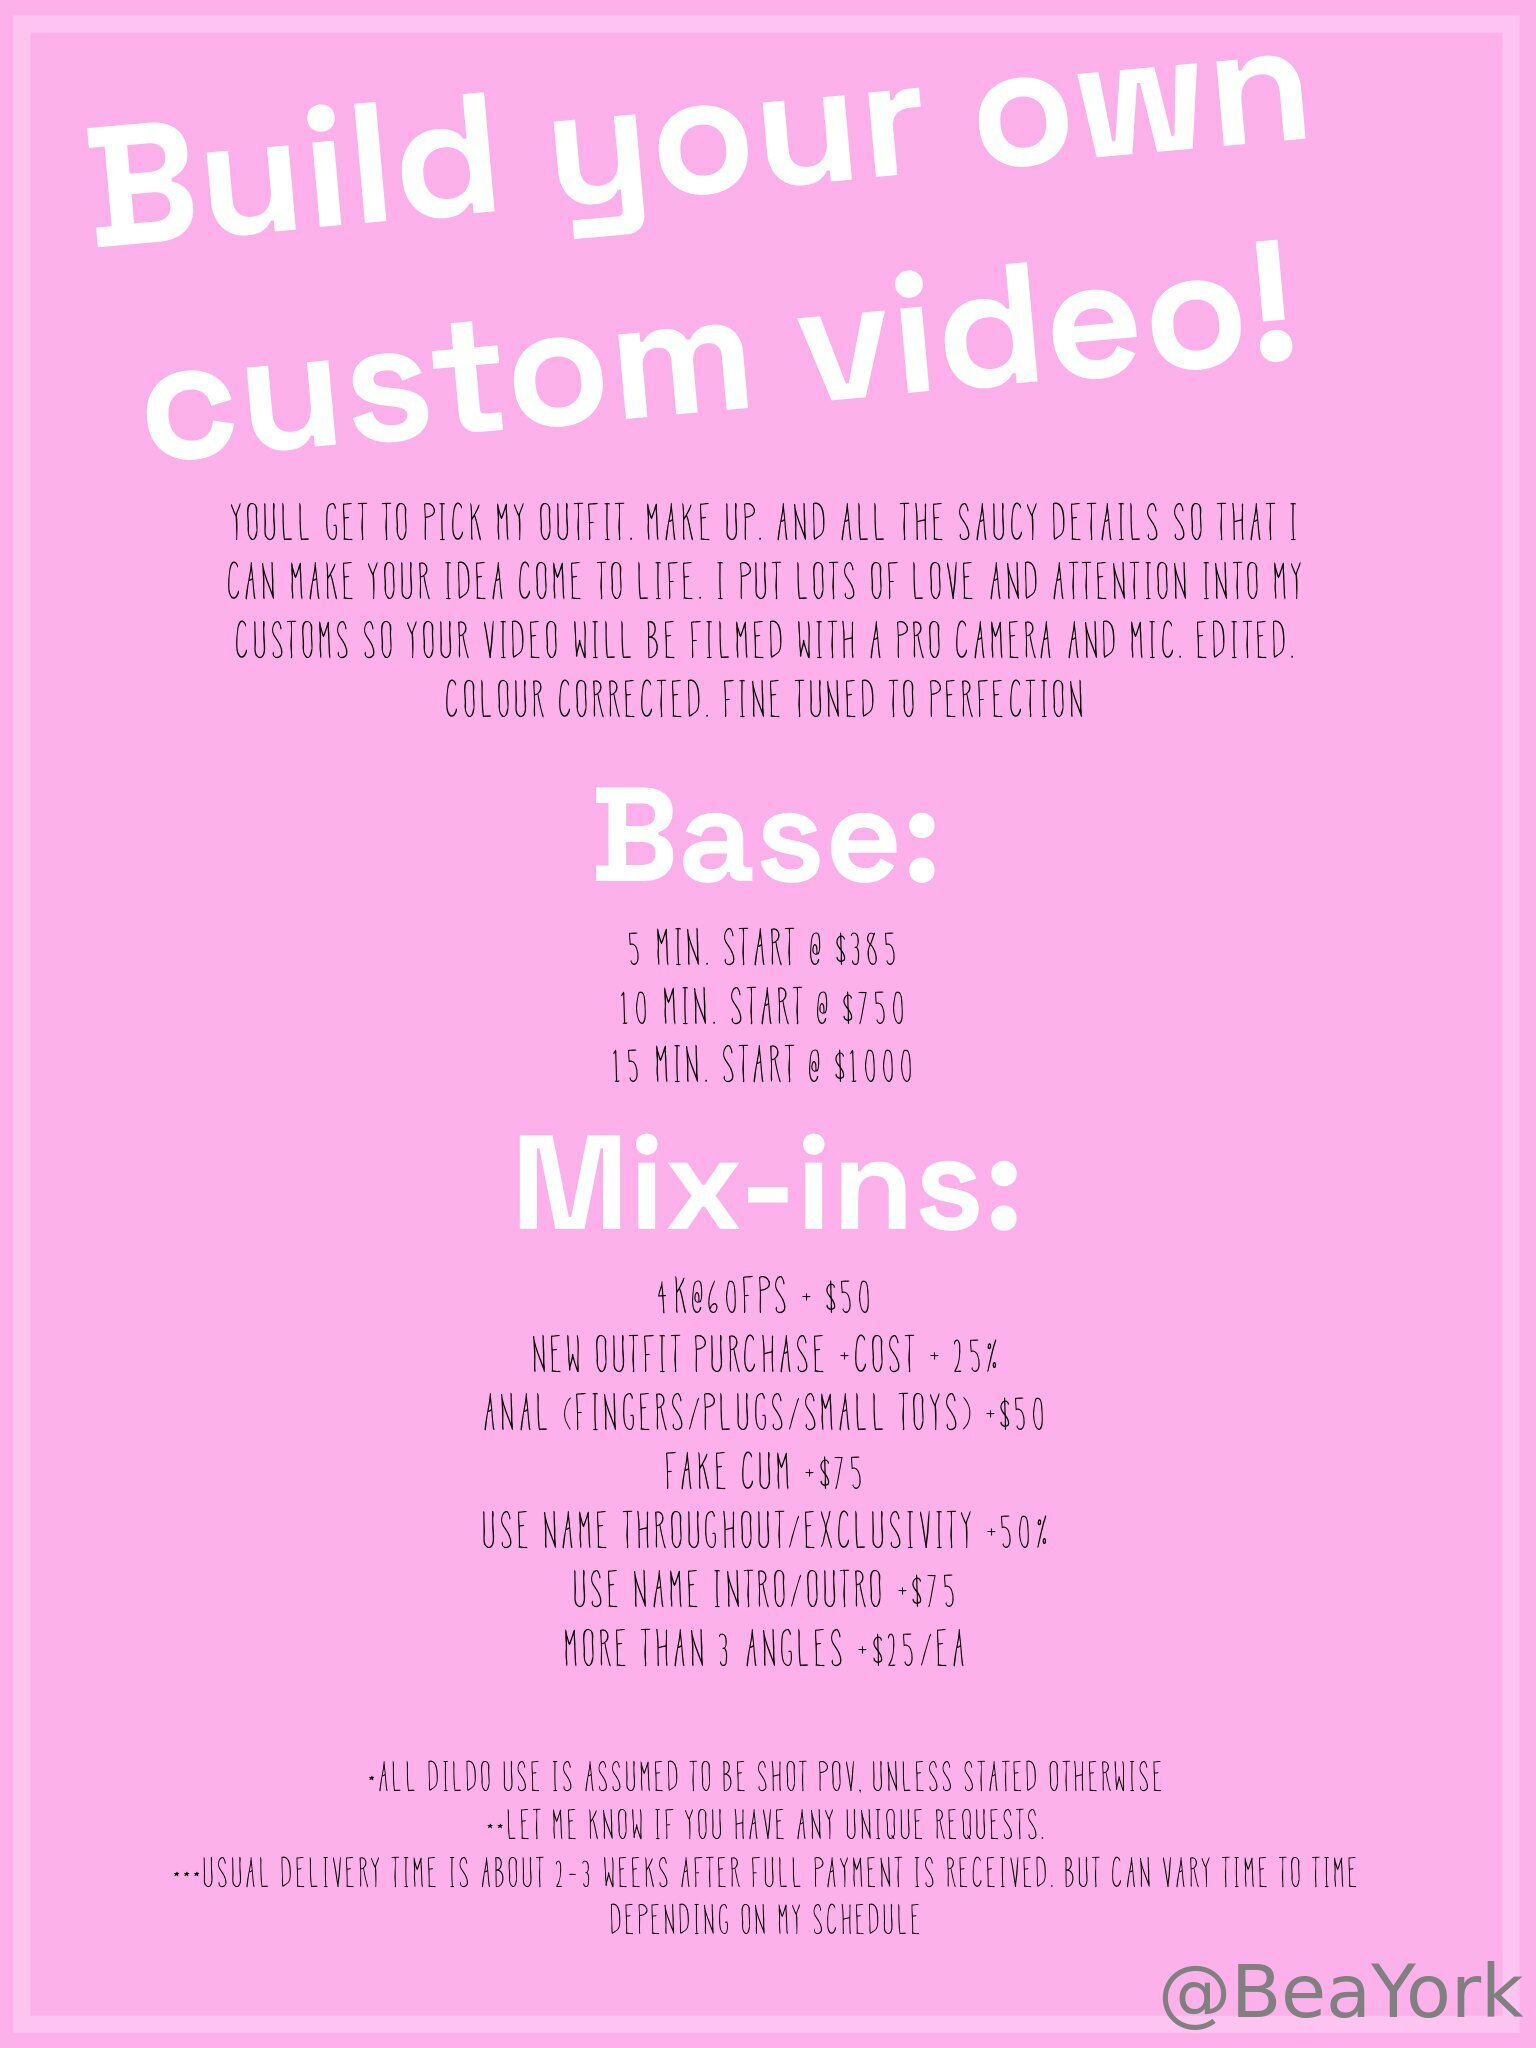 Build your own
custom video!
YOULL GET TO PICK MY OUTFIT. MAKE UP. AND ALL THE SAUCY DETAILS SO THAT I
CAN MAKE YOUR IDEA COME TO LIFE. I PUT LOTS OF LOVE AND ATTENTION INTO MY
CUSTOMS SO YOUR VIDEO WILL BE FILMED WITH A PRO CAMERA AND MIC. EDITED.
COLOUR CORRECTED. FINE TUNED TO PERFECTION
Base:
5 MIN. START @ $385
10 MIN. START @ $750
15 MIN. START @ $1000
Mix-ins:
4K@60FPS + $50
NEW OUTFIT PURCHASE +COST + 25%
ANAL (FINGERS/PLUGS/SMALL TOYS) +$50
FAKE CUM +$75
USE NAME THROUGHOUT/EXCLUSIVITY +50%
USE NAME INTRO/OUTRO +$75
MORE THAN 3 ANGLES +$25/EA
*ALL DILDO USE IS ASSUMED TO BE SHOT POV, UNLESS STATED OTHERWISE
**LET ME KNOW IF YOU HAVE ANY UNIQUE REQUESTS.
***USUAL DELIVERY TIME IS ABOUT 2-3 WEEKS AFTER FULL PAYMENT IS RECEIVED. BUT CAN VARY TIME TO TIME
DEPENDING ON MY SCHEDULE
@BeaYork